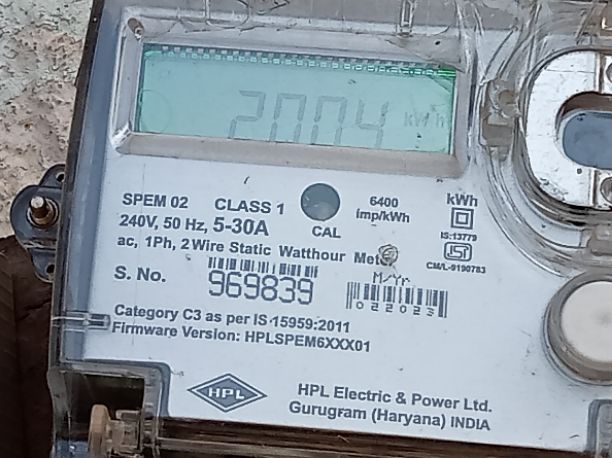 2004 kWh
SPEM 02 CLASS 1 6400 imp/kWh kWh
240V, 50 Hz, 5-30A CAL IS:13779
ac, 1Ph, 2 Wire Static Watthour Meter
CM/L-9190783
S. No. 969839 M/Yr.
022023
Category C3 as per IS 15959:2011
Firmware Version: HPLSPEM6XXX01
HPL
HPL Electric & Power Ltd.
Gurugram (Haryana) INDIA